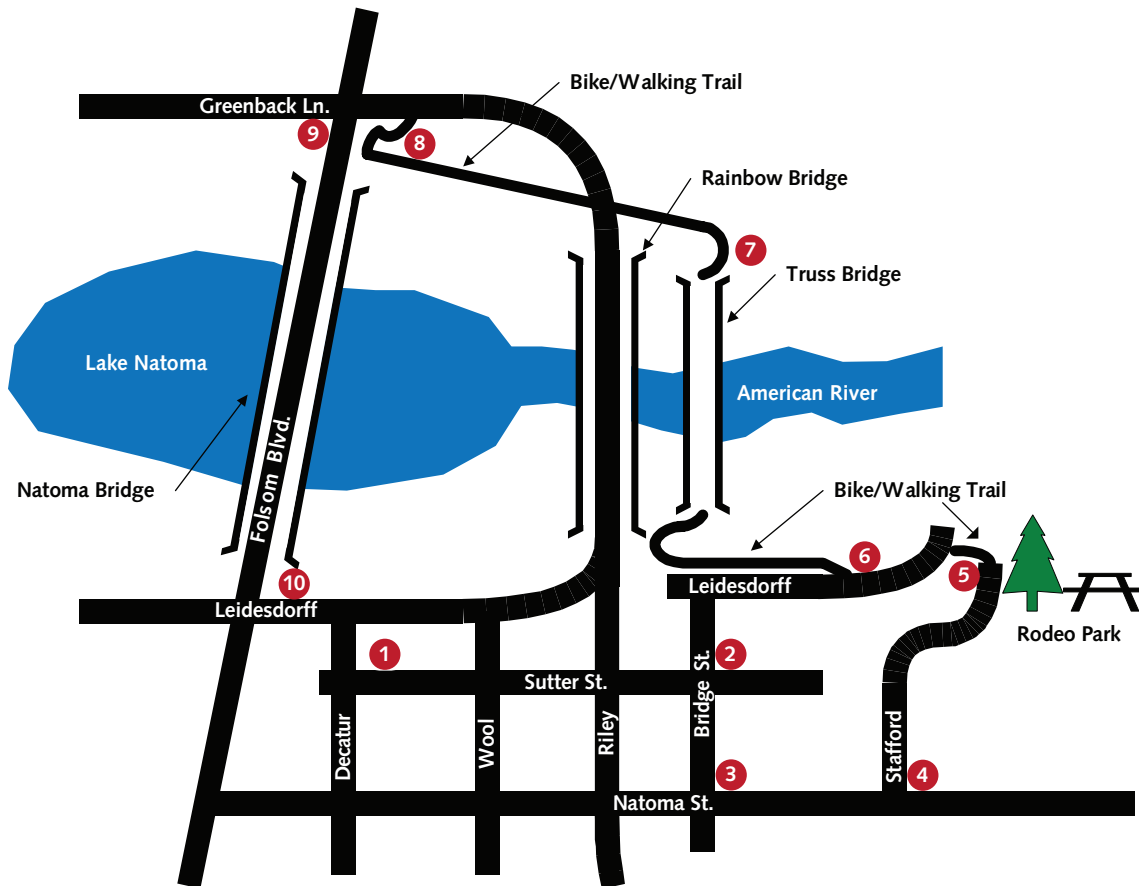 Bike/Walking Trail
Greenback Ln.
9
8
Rainbow Bridge
7
Truss Bridge
Lake Natoma
American River
Folsom Blvd.
Natoma Bridge
Bike/Walking Trail
6
5
10
Leidesdorff
Leidesdorff
Rodeo Park
1
2
Sutter St.
Bridge St.
Decatur
Wool
Riley
Stafford
3
4
Natoma St.